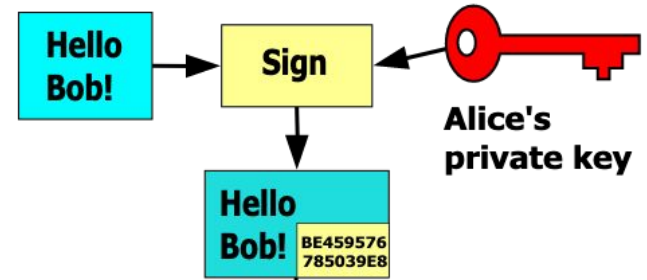 Hello
Bob!
Sign
Alice's
private key
Hello
Bob!
BE459576
785039E8